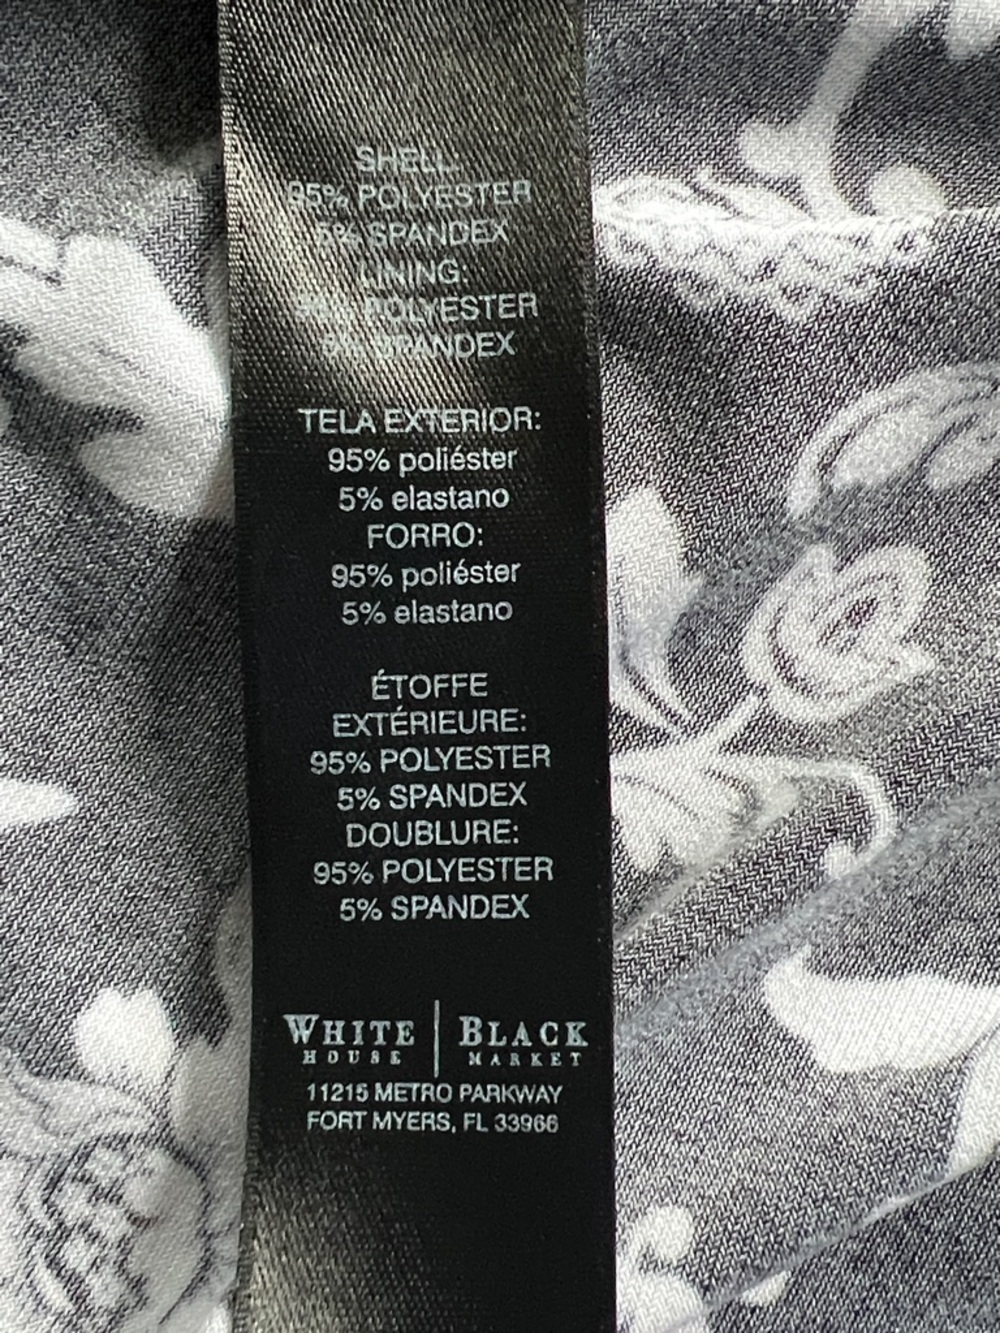 SHELL:
95% POLYESTER
5% SPANDEX
LINING:
95% POLYESTER
5% SPANDEX
TELA EXTERIOR:
95% poliéster
5% elastano
FORRO:
95% poliéster
5% elastano
ÉTOFFE
EXTÉRIEURE:
95% POLYESTER
5% SPANDEX
DOUBLURE:
95% POLYESTER
5% SPANDEX
WHITE | BLACK
HOUSE MARKET
11215 METRO PARKWAY
FORT MYERS, FL 33966